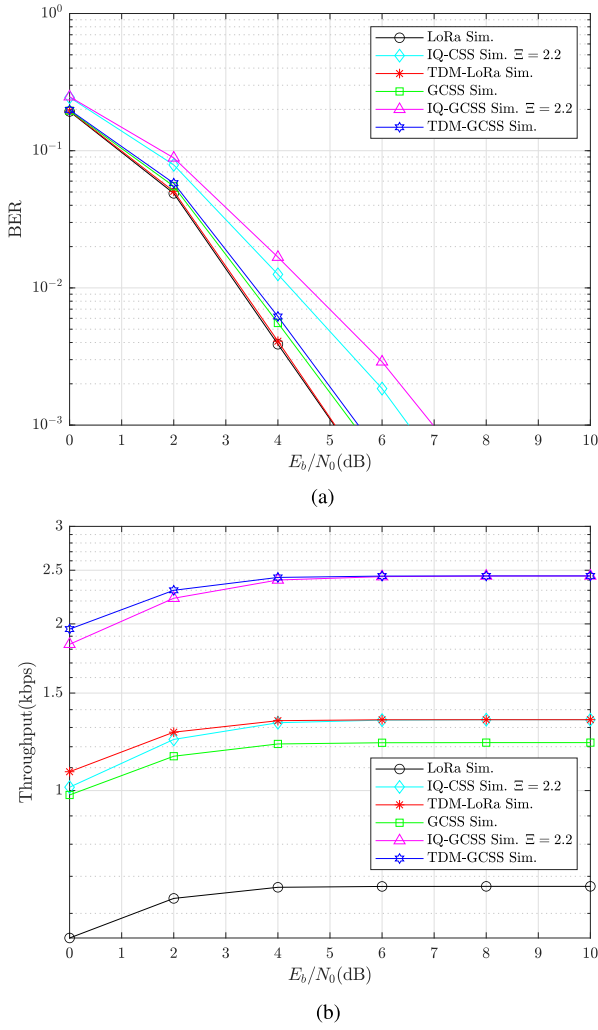 10^0
10^{-1}
10^{-2}
10^{-3}
BER
LoRa Sim.
IQ-CSS Sim. Ξ = 2.2
TDM-LoRa Sim.
GCSS Sim.
IQ-GCSS Sim. Ξ = 2.2
TDM-GCSS Sim.
0 1 2 3 4 5 6 7 8 9 10
E_b/N_0(dB)
(a)
3
2.5
2
1.5
1
Throughput(kbps)
LoRa Sim.
IQ-CSS Sim. Ξ = 2.2
TDM-LoRa Sim.
GCSS Sim.
IQ-GCSS Sim. Ξ = 2.2
TDM-GCSS Sim.
0 1 2 3 4 5 6 7 8 9 10
E_b/N_0(dB)
(b)